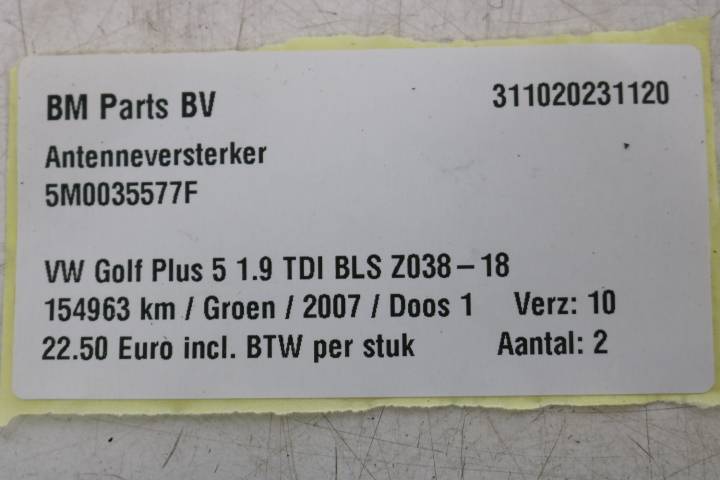 BM Parts BV 311020231120
Antenneversterker
5M0035577F
VW Golf Plus 5 1.9 TDI BLS Z038 – 18
154963 km / Groen / 2007 / Doos 1 Verz: 10
22.50 Euro incl. BTW per stuk Aantal: 2